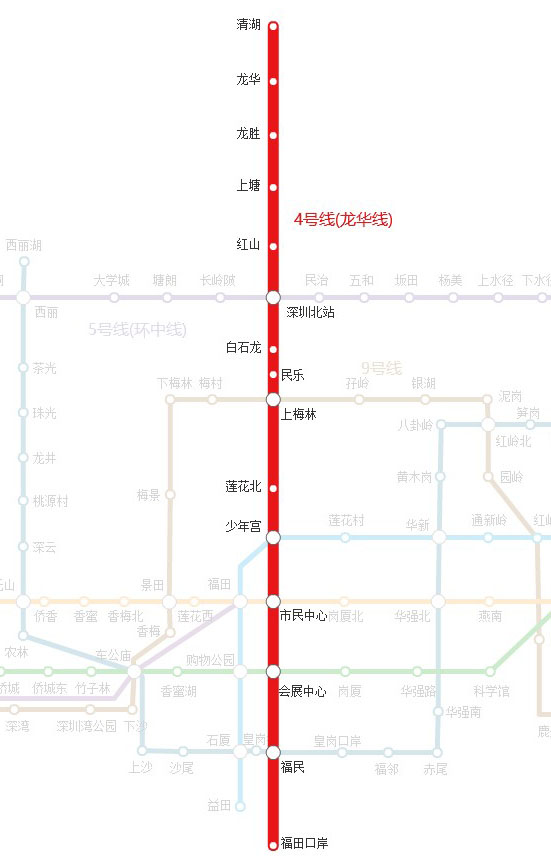 清湖
龙华
龙胜
上塘
4号线(龙华线)
红山
西丽湖
大学城 塘朗 长岭陂 民治 五和 坂田 杨美 上水径 下水径
西丽 深圳北站
5号线(环中线)
白石龙
茶光 9号线
民乐
下梅林 梅村 孖岭 银湖 泥岗
珠光 上梅林 八卦岭 笋岗
红岭北
龙井
黄木岗 园岭
莲花北
梅景
桃源村
少年宫 莲花村 华新 通新岭 红岭
深云
景田 福田
侨香 香蜜 香梅北 莲花西 市民中心 岗厦北 华强北 燕南
香梅
农林 车公庙 购物公园
侨城 侨城东 竹子林 香蜜湖 会展中心 岗厦 华强路 科学馆
深湾 深圳湾公园 下沙 华强南
石厦 皇岗 皇岗口岸 鹿
上沙 沙尾 福民 福邻 赤尾
益田
福田口岸